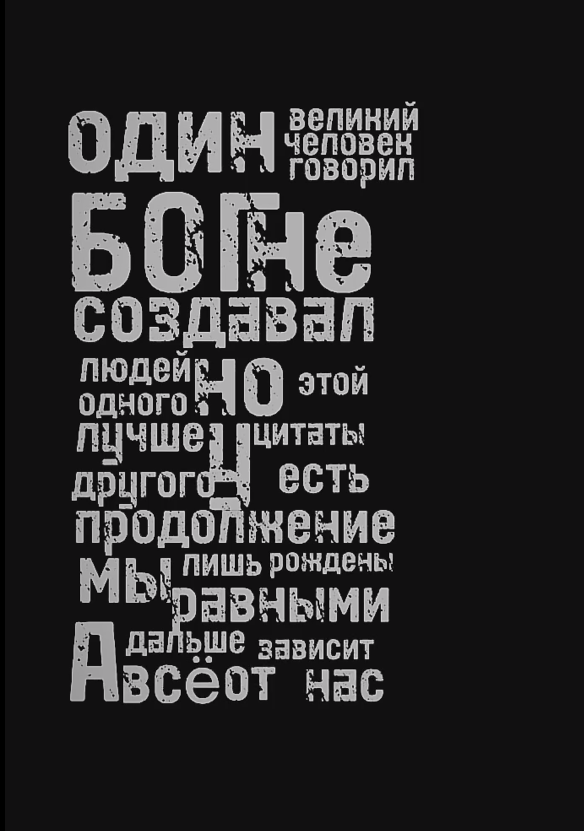 один великий человек говорил
БОГ не
создавал
людей одного лучше другого
но у этой цитаты есть
продолжение
мы лишь рождены
равными
А дальше зависит
всё от нас